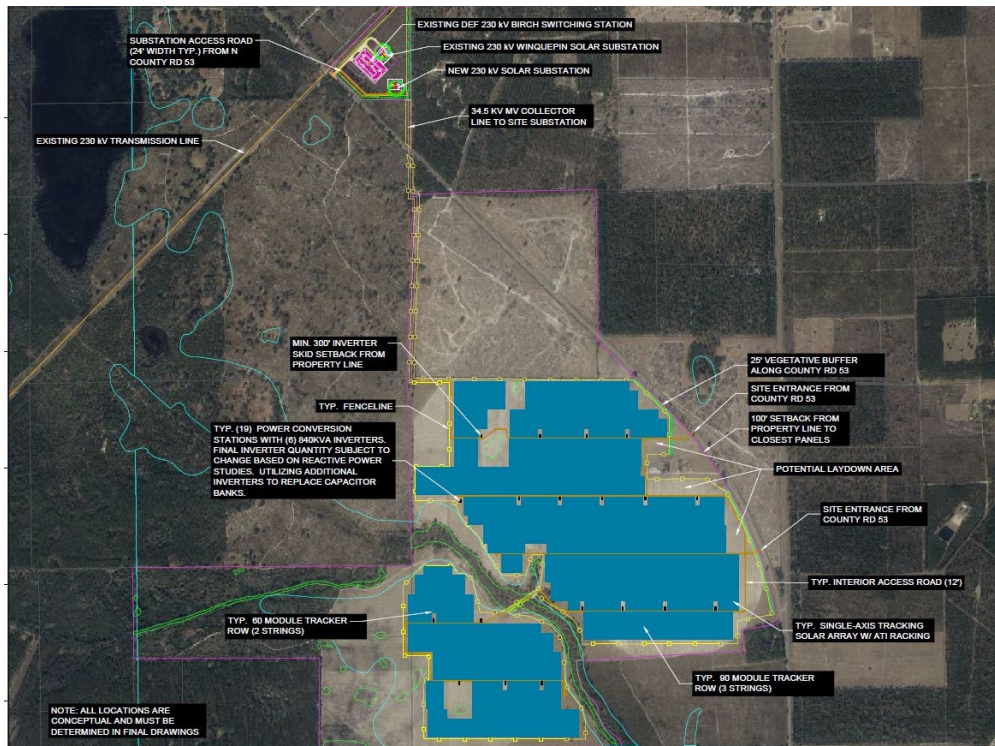 EXISTING DEF 230 kV BIRCH SWITCHING STATION
SUBSTATION ACCESS ROAD
(24' WIDTH TYP.) FROM N
COUNTY RD 53
EXISTING 230 kV WINQUEPIN SOLAR SUBSTATION
NEW 230 kV SOLAR SUBSTATION
34.5 KV MV COLLECTOR
LINE TO SITE SUBSTATION
EXISTING 230 kV TRANSMISSION LINE
MIN. 300' INVERTER
SKID SETBACK FROM
PROPERTY LINE
25' VEGETATIVE BUFFER
ALONG COUNTY RD 53
SITE ENTRANCE FROM
COUNTY RD 53
TYP. FENCELINE
100' SETBACK FROM
PROPERTY LINE TO
CLOSEST PANELS
TYP. (19) POWER CONVERSION
STATIONS WITH (6) 840KVA INVERTERS.
FINAL INVERTER QUANTITY SUBJECT TO
CHANGE BASED ON REACTIVE POWER
STUDIES. UTILIZING ADDITIONAL
INVERTERS TO REPLACE CAPACITOR
BANKS.
POTENTIAL LAYDOWN AREA
SITE ENTRANCE FROM
COUNTY RD 53
TYP. INTERIOR ACCESS ROAD (12')
TYP. 60 MODULE TRACKER
ROW (2 STRINGS)
TYP. SINGLE-AXIS TRACKING
SOLAR ARRAY W/ ATI RACKING
TYP. 90 MODULE TRACKER
ROW (3 STRINGS)
NOTE: ALL LOCATIONS ARE
CONCEPTUAL AND MUST BE
DETERMINED IN FINAL DRAWINGS